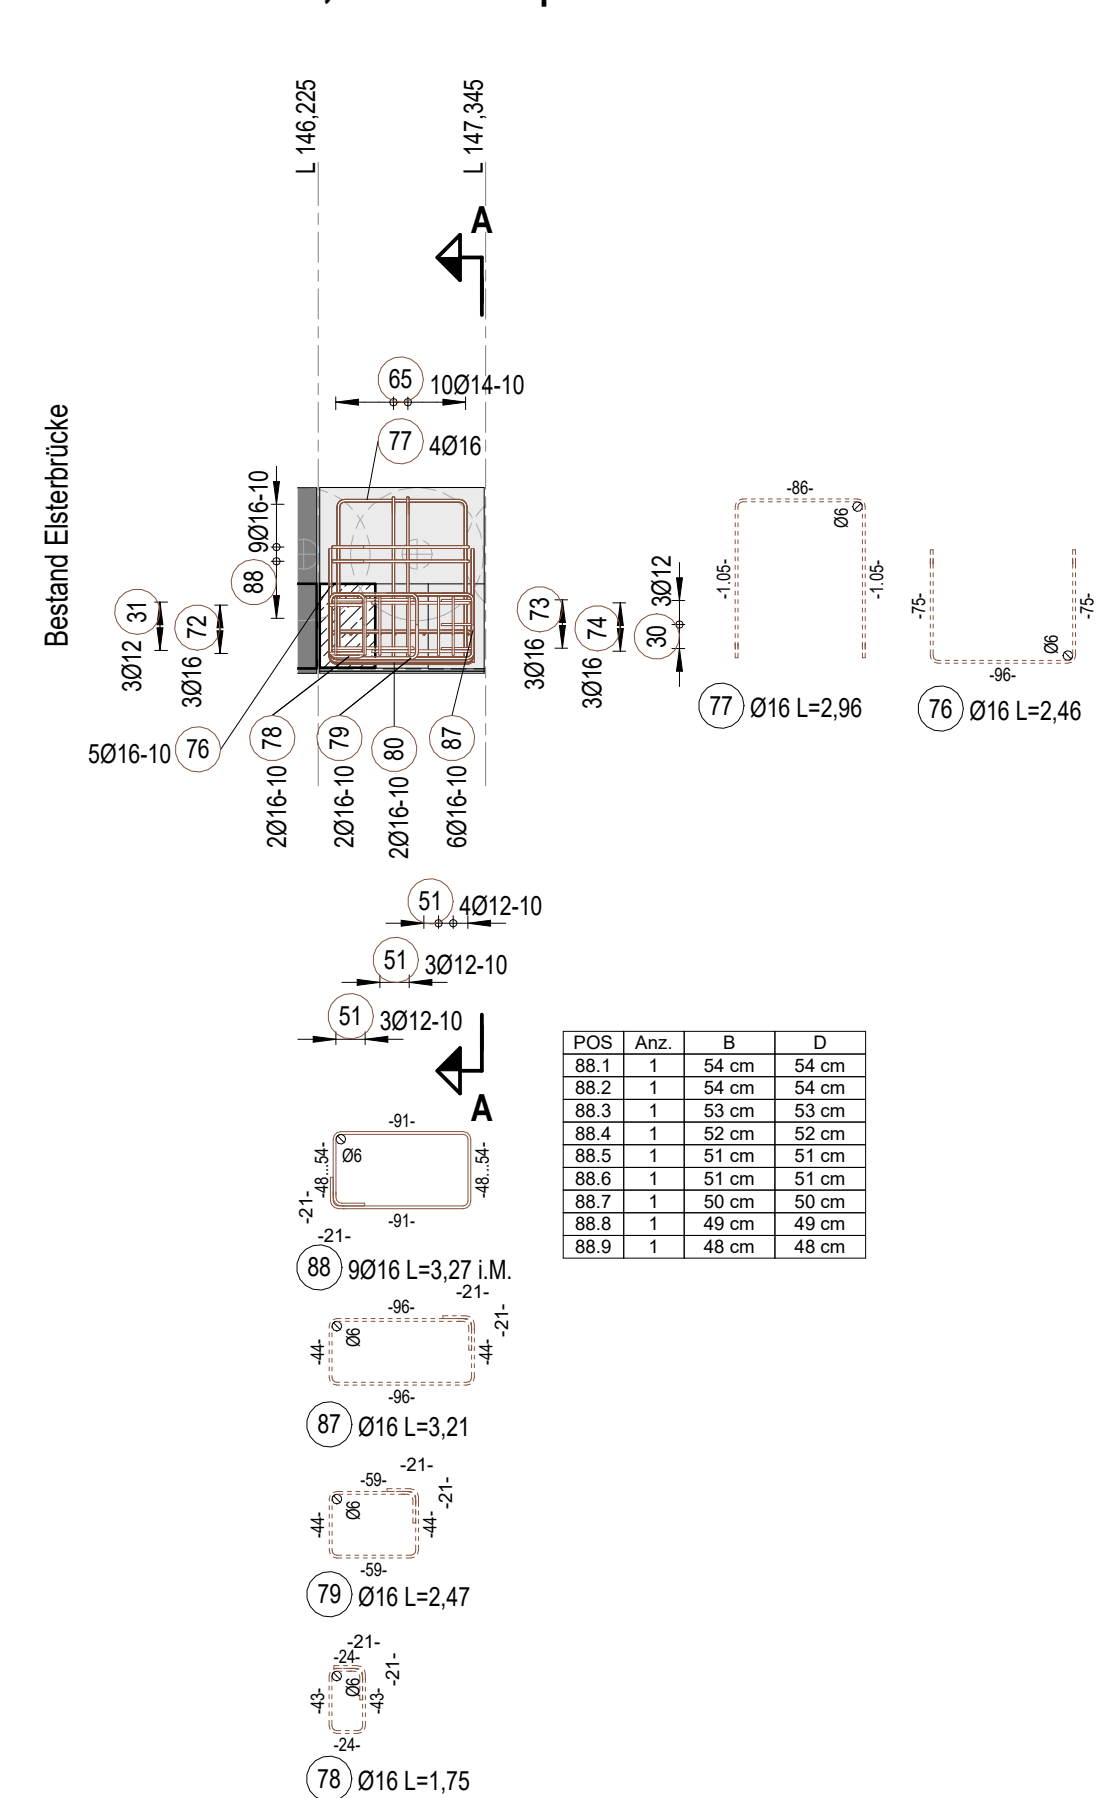 L 146,225
L 147,345
A
65 10Ø14-10
77 4Ø16
Bestand Elsterbrücke
9Ø16-10
88
31
3Ø12
72
3Ø16
73
3Ø16
74
3Ø16
3Ø12
30
5Ø16-10 76
78
2Ø16-10
79
2Ø16-10
80
2Ø16-10
87
6Ø16-10
-86-
Ø6
-1.05-
-1.05-
77 Ø16 L=2,96
-75-
-75-
Ø6
-96-
76 Ø16 L=2,46
51 4Ø12-10
51 3Ø12-10
51 3Ø12-10
A
POS Anz. B D
88.1 1 54 cm 54 cm
88.2 1 54 cm 54 cm
88.3 1 53 cm 53 cm
88.4 1 52 cm 52 cm
88.5 1 51 cm 51 cm
88.6 1 51 cm 51 cm
88.7 1 50 cm 50 cm
88.8 1 49 cm 49 cm
88.9 1 48 cm 48 cm
-91-
Ø6
-48...54-
-48...54-
-21-
-91-
-21-
88 9Ø16 L=3,27 i.M.
-21-
-96-
-21-
Ø6
-44-
-44-
-96-
87 Ø16 L=3,21
-21-
-59-
-21-
Ø6
-44-
-44-
-59-
79 Ø16 L=2,47
-21-
-24-
-21-
Ø6
-43-
-43-
-24-
78 Ø16 L=1,75